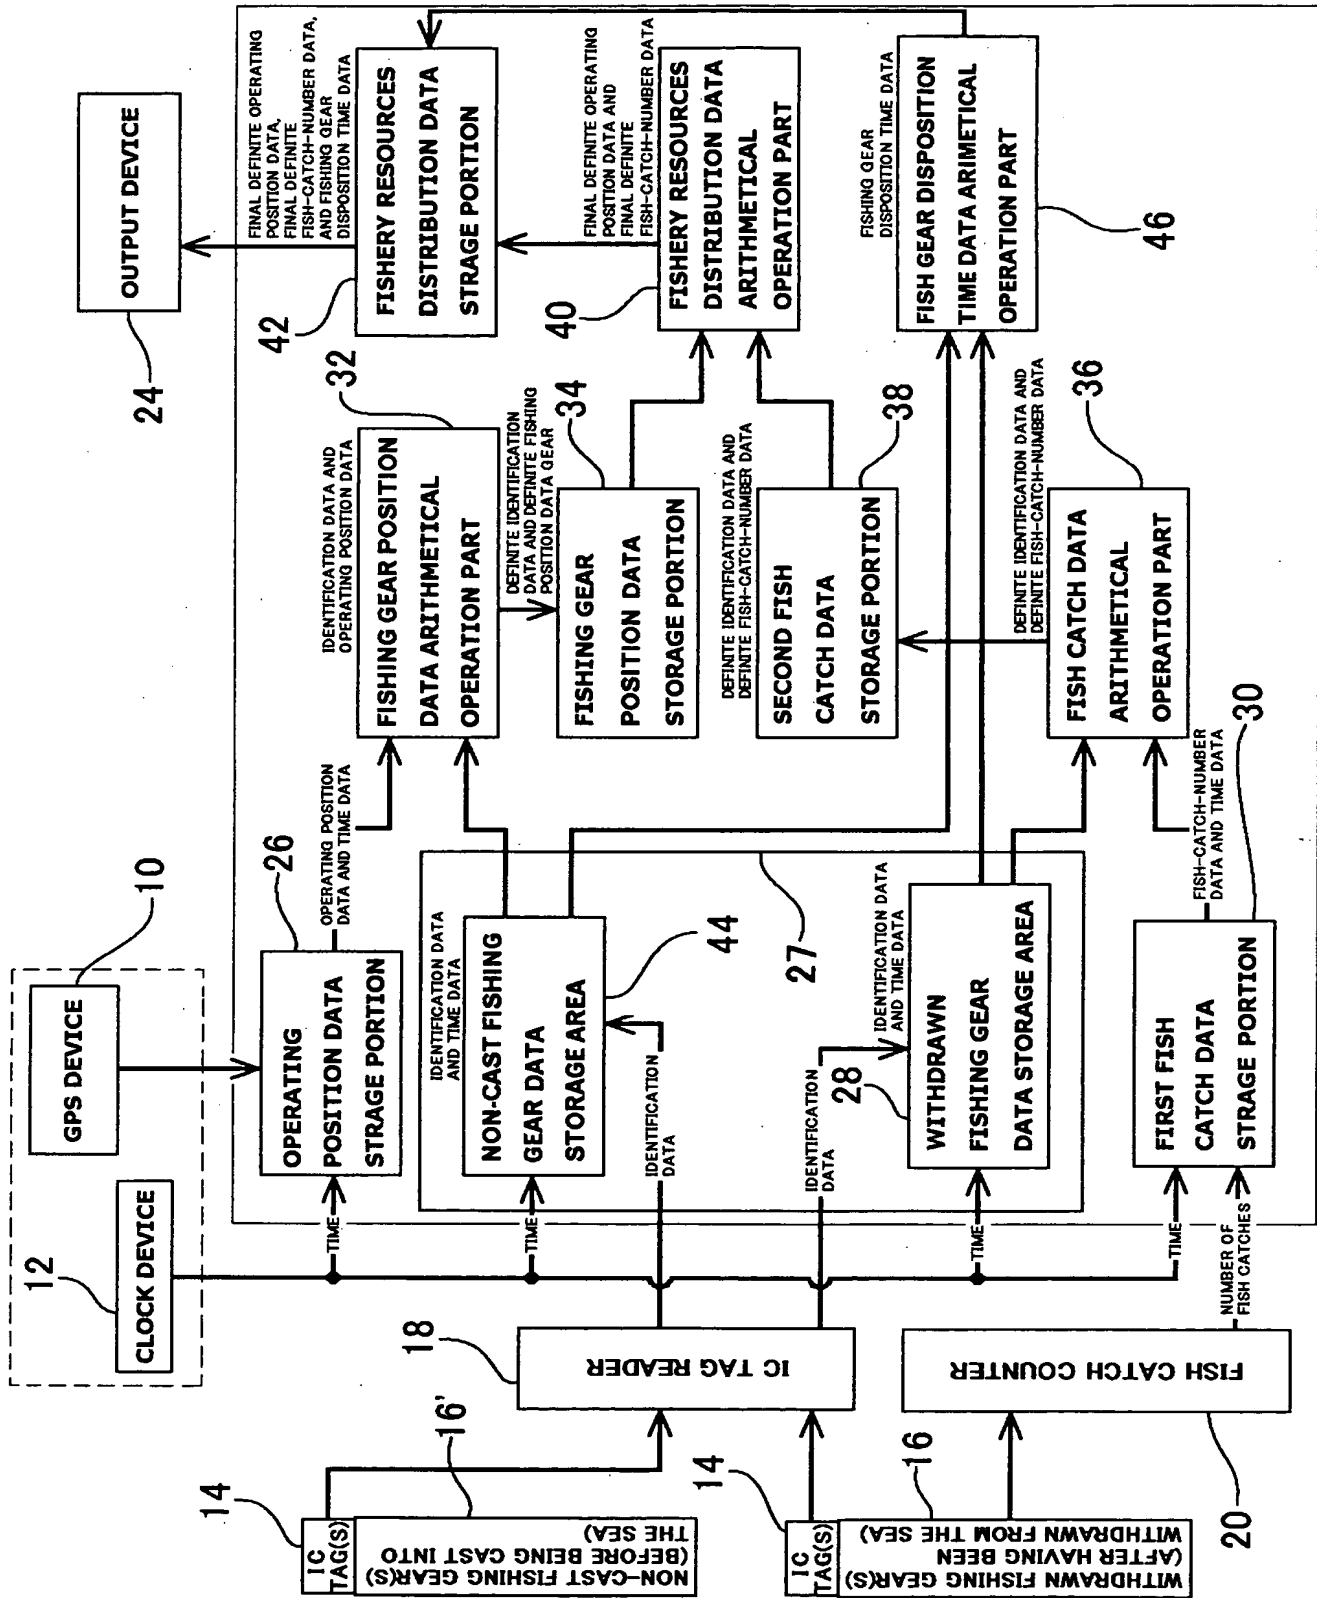 10
GPS DEVICE
12
CLOCK DEVICE
14
IC
TAG(S)
NON-CAST FISHING GEAR(S)
(BEFORE BEING CAST INTO
THE SEA)
16'
14
IC
TAG(S)
WITHDRAWN FISHING GEAR(S)
(AFTER HAVING BEEN
WITHDRAWN FROM THE SEA)
16
18
IC TAG READER
20
FISH CATCH COUNTER
TIME
TIME
TIME
TIME
IDENTIFICATION
DATA
IDENTIFICATION
DATA
NUMBER OF
FISH CATCHES
26
OPERATING
POSITION DATA
STRAGE PORTION
OPERATING POSITION
DATA AND TIME DATA
IDENTIFICATION DATA
AND TIME DATA
NON-CAST FISHING
GEAR DATA
STORAGE AREA
44
27
28
WITHDRAWN
FISHING GEAR
DATA STORAGE AREA
IDENTIFICATION DATA
AND TIME DATA
FIRST FISH
CATCH DATA
STRAGE PORTION
30
FISH-CATCH-NUMBER
DATA AND TIME DATA
IDENTIFICATION DATA AND
OPERATING POSITION DATA
32
FISHING GEAR POSITION
DATA ARITHMETICAL
OPERATION PART
DEFINITE IDENTIFICATION
DATA AND DEFINITE FISHING
POSITION DATA GEAR
34
FISHING GEAR
POSITION DATA
STORAGE PORTION
DEFINITE IDENTIFICATION DATA AND
DEFINITE FISH-CATCH-NUMBER DATA
SECOND FISH
CATCH DATA
STORAGE PORTION
38
DEFINITE IDENTIFICATION DATA AND
DEFINITE FISH-CATCH-NUMBER DATA
36
FISH CATCH DATA
ARITHMETICAL
OPERATION PART
24
OUTPUT DEVICE
FINAL DEFINITE OPERATING
POSITION DATA,
FINAL DEFINITE
FISH-CATCH-NUMBER DATA,
AND FISHING GEAR
DISPOSITION TIME DATA
42
FISHERY RESOURCES
DISTRIBUTION DATA
STRAGE PORTION
FINAL DEFINITE OPERATING
POSITION DATA AND
FINAL DEFINITE
FISH-CATCH-NUMBER DATA
40
FISHERY RESOURCES
DISTRIBUTION DATA
ARITHMETICAL
OPERATION PART
FISHING GEAR
DISPOSITION TIME DATA
FISH GEAR DISPOSITION
TIME DATA ARIMETICAL
OPERATION PART
46